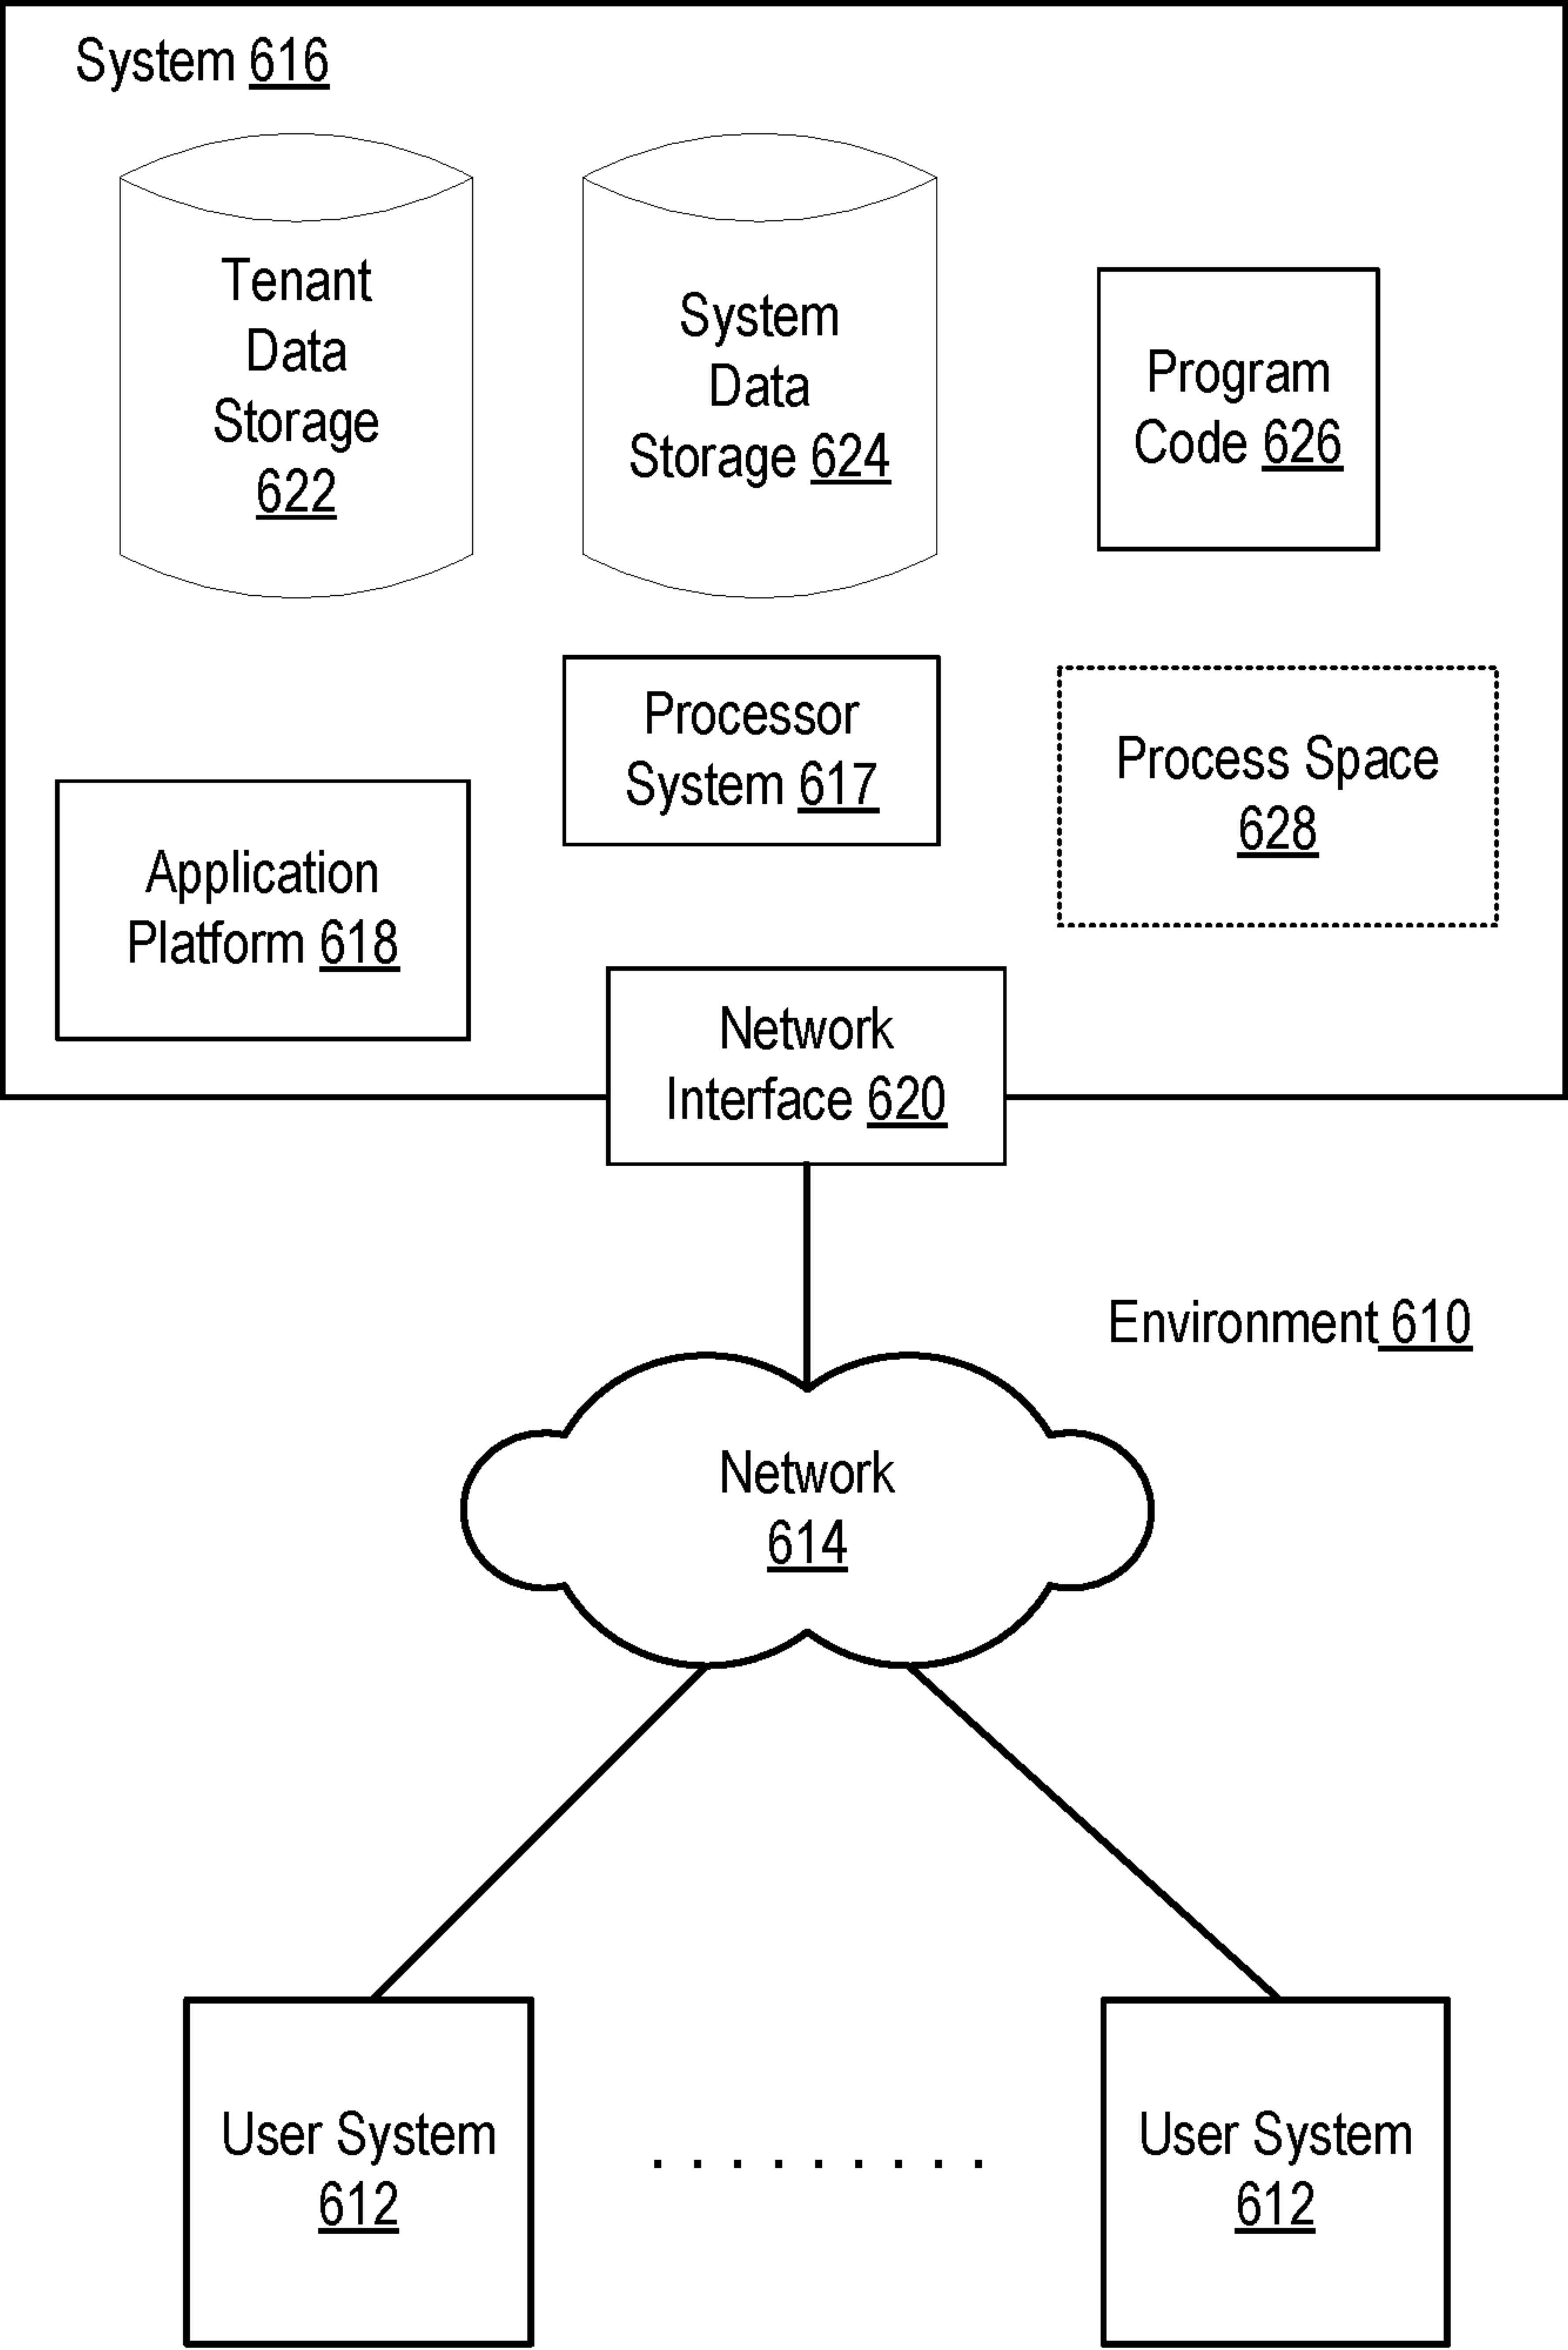 System 616
Tenant
Data
Storage
622
System
Data
Storage 624
Program
Code 626
Processor
System 617
Process Space
628
Application
Platform 618
Network
Interface 620
Environment 610
Network
614
User System
612
. . . . . . . . .
User System
612